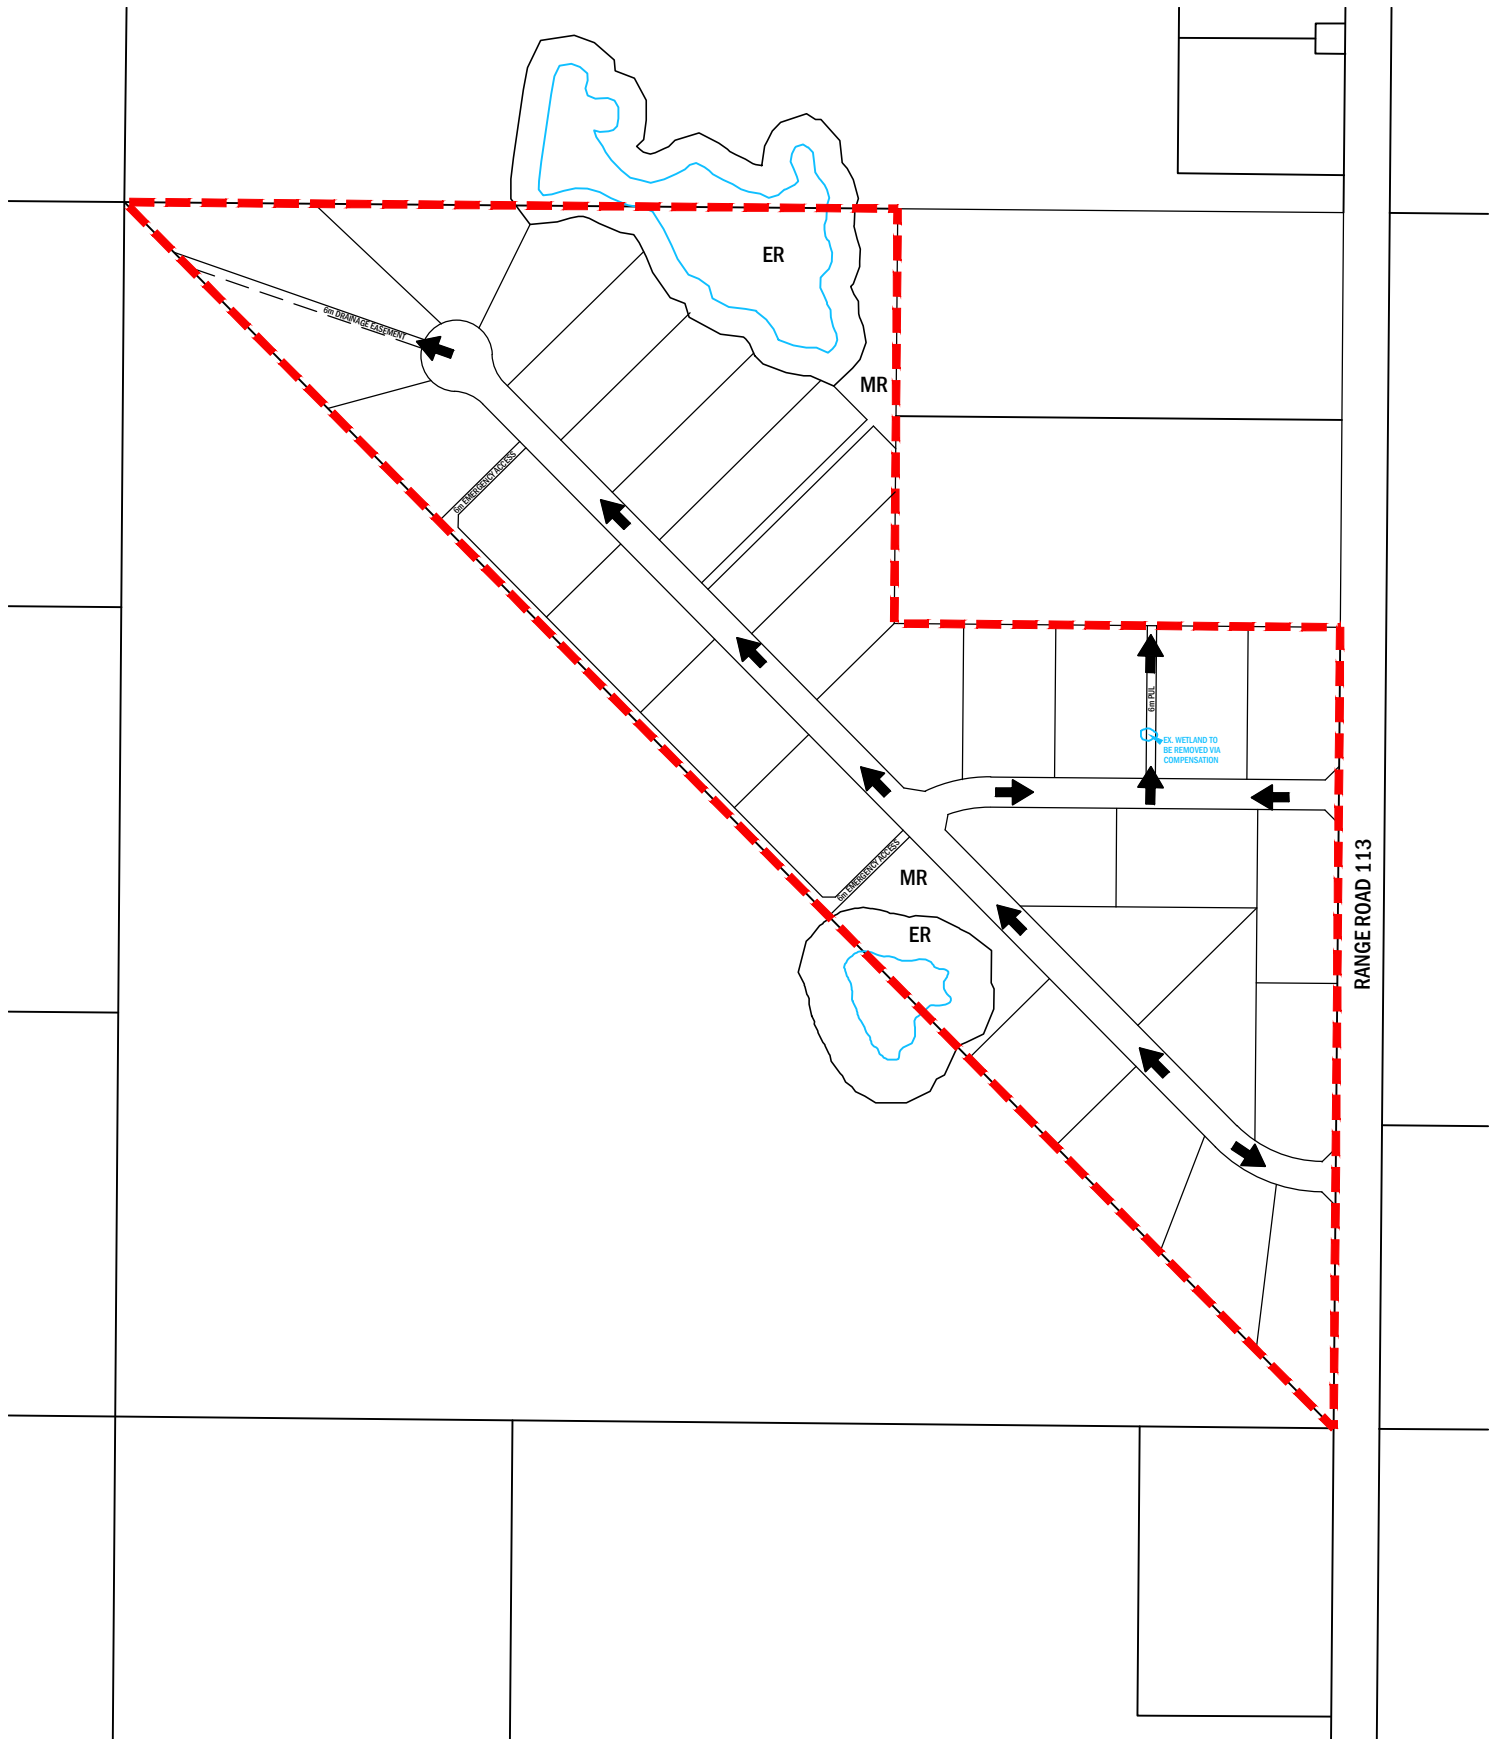 ER
6m DRAINAGE EASEMENT
MR
6m EMERGENCY ACCESS
6m PUL
EX. WETLAND TO
BE REMOVED VIA
COMPENSATION
6m EMERGENCY ACCESS
MR
ER
RANGE ROAD 113